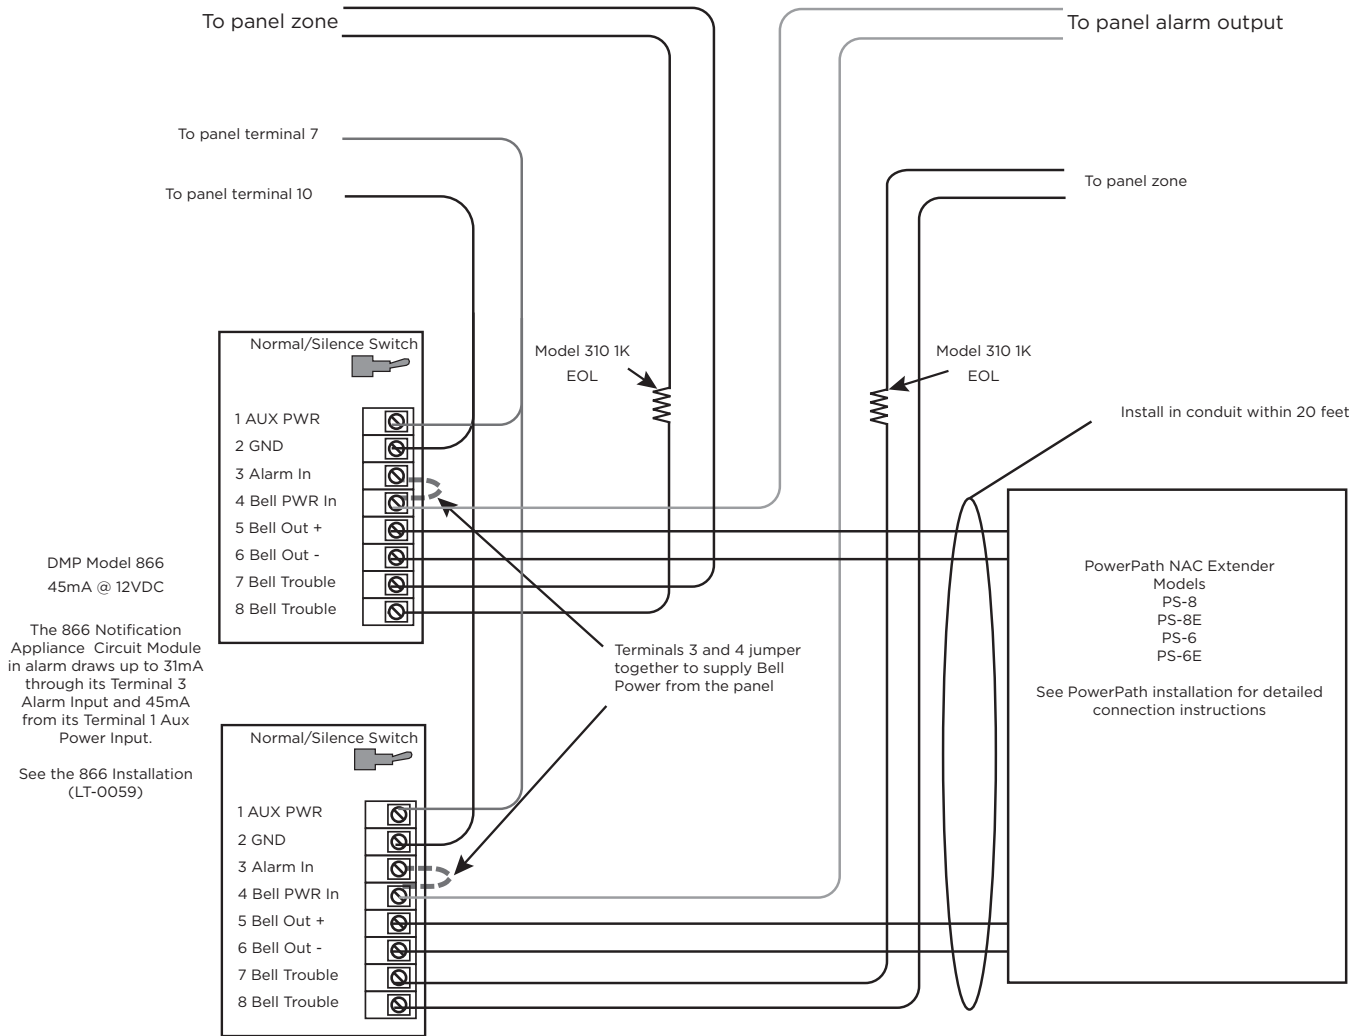 To panel zone
To panel alarm output
To panel terminal 7
To panel terminal 10
To panel zone
Normal/Silence Switch
1 AUX PWR
2 GND
3 Alarm In
4 Bell PWR In
5 Bell Out +
6 Bell Out -
7 Bell Trouble
8 Bell Trouble
Model 310 1K
EOL
Model 310 1K
EOL
Install in conduit within 20 feet
DMP Model 866
45mA @ 12VDC
The 866 Notification
Appliance Circuit Module
in alarm draws up to 31mA
through its Terminal 3
Alarm Input and 45mA
from its Terminal 1 Aux
Power Input.
See the 866 Installation
(LT-0059)
Terminals 3 and 4 jumper
together to supply Bell
Power from the panel
PowerPath NAC Extender
Models
PS-8
PS-8E
PS-6
PS-6E
See PowerPath installation for detailed
connection instructions
Normal/Silence Switch
1 AUX PWR
2 GND
3 Alarm In
4 Bell PWR In
5 Bell Out +
6 Bell Out -
7 Bell Trouble
8 Bell Trouble